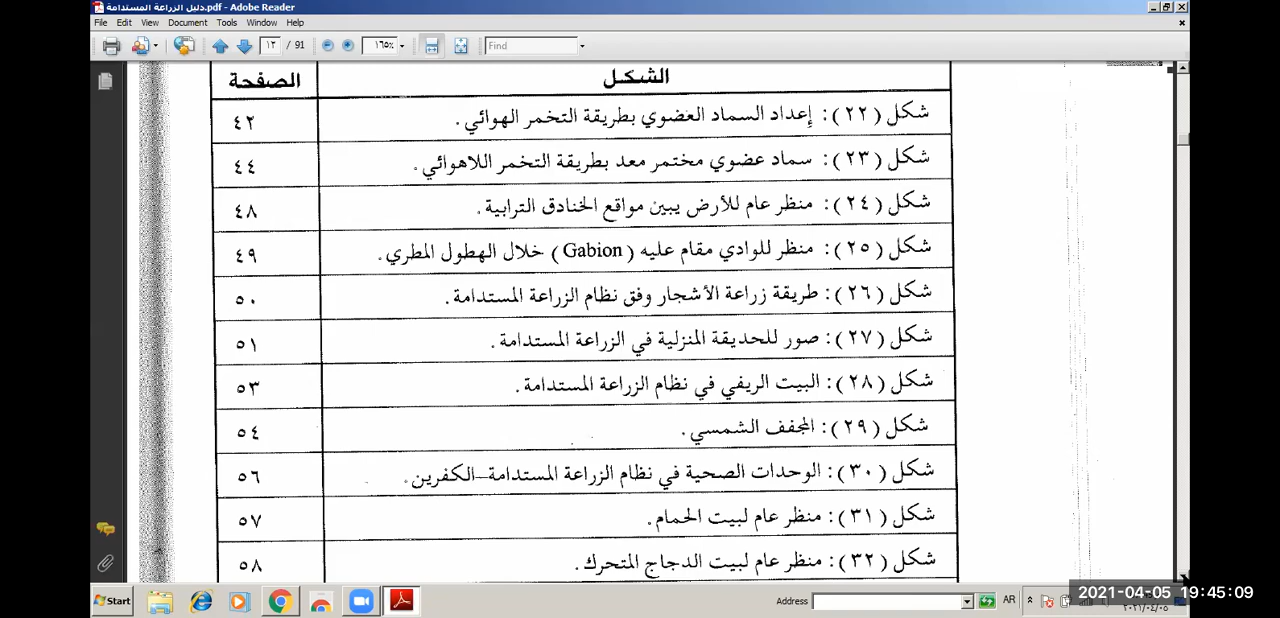 دليل الزراعة المستدامة.pdf - Adobe Reader
File Edit View Document Tools Window Help
١٢ / 91 ١٦٥٪ Find
الشكل الصفحة
شكل (٢٢): إعداد السماد العضوي بطريقة التخمر الهوائي. ٤٢
شكل (٢٣): سماد عضوي مختمر معد بطريقة التخمر اللاهوائي. ٤٤
شكل (٢٤): منظر عام للأرض يبين مواقع الخنادق الترابية. ٤٨
شكل (٢٥): منظر للوادي مقام عليه (Gabion) خلال الهطول المطري. ٤٩
شكل (٢٦): طريقة زراعة الأشجار وفق نظام الزراعة المستدامة. ٥٠
شكل (٢٧): صور للحديقة المنزلية في الزراعة المستدامة. ٥١
شكل (٢٨): البيت الريفي في نظام الزراعة المستدامة. ٥٣
شكل (٢٩): المجفف الشمسي. ٥٤
شكل (٣٠): الوحدات الصحية في نظام الزراعة المستدامة–الكفرين. ٥٦
شكل (٣١): منظر عام لبيت الحمام. ٥٧
شكل (٣٢): منظر عام لبيت الدجاج المتحرك. ٥٨
Start Address AR
2021-04-05 19:45:09
٢٠٢١/٠٤/٠٥